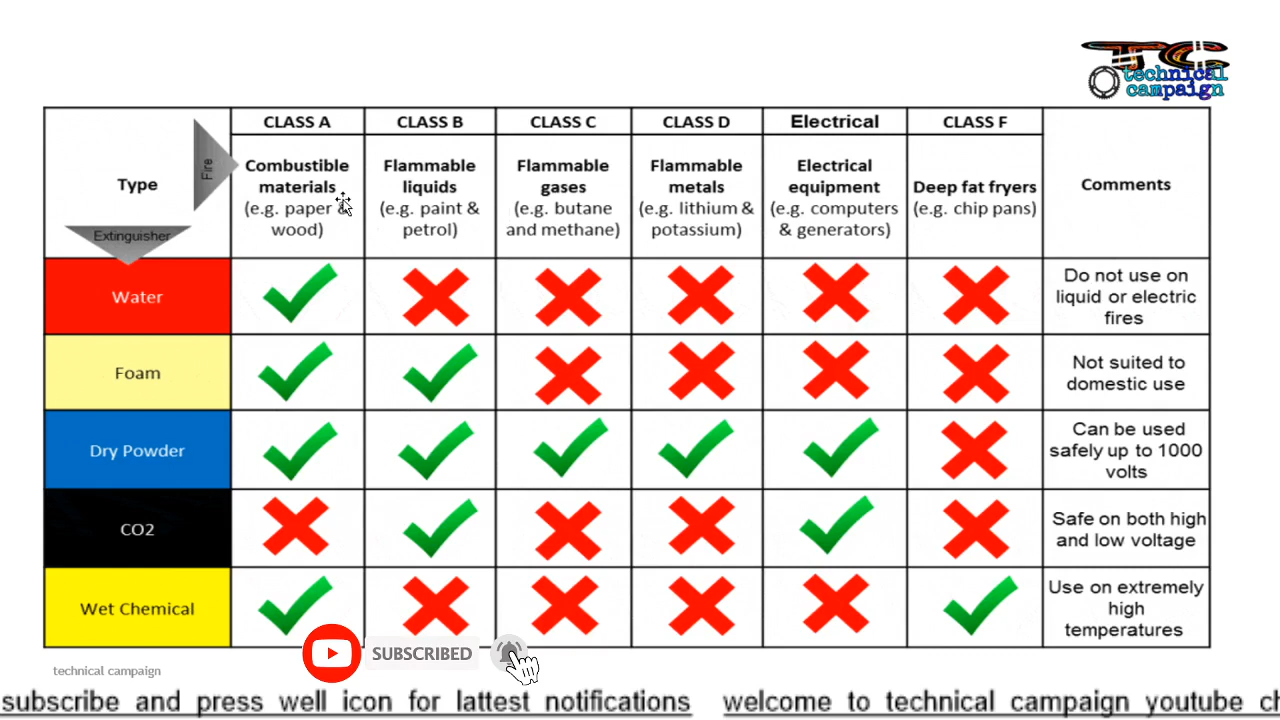 TC
technical
campaign
CLASS A
CLASS B
CLASS C
CLASS D
Electrical
CLASS F
Type
Fire
Extinguisher
Combustible
materials
(e.g. paper &
wood)
Flammable
liquids
(e.g. paint &
petrol)
Flammable
gases
(e.g. butane
and methane)
Flammable
metals
(e.g. lithium &
potassium)
Electrical
equipment
(e.g. computers
& generators)
Deep fat fryers
(e.g. chip pans)
Comments
Water
Do not use on
liquid or electric
fires
Foam
Not suited to
domestic use
Dry Powder
Can be used
safely up to 1000
volts
CO2
Safe on both high
and low voltage
Wet Chemical
Use on extremely
high
temperatures
SUBSCRIBED
technical campaign
subscribe and press well icon for lattest notifications welcome to technical campaign youtube ch